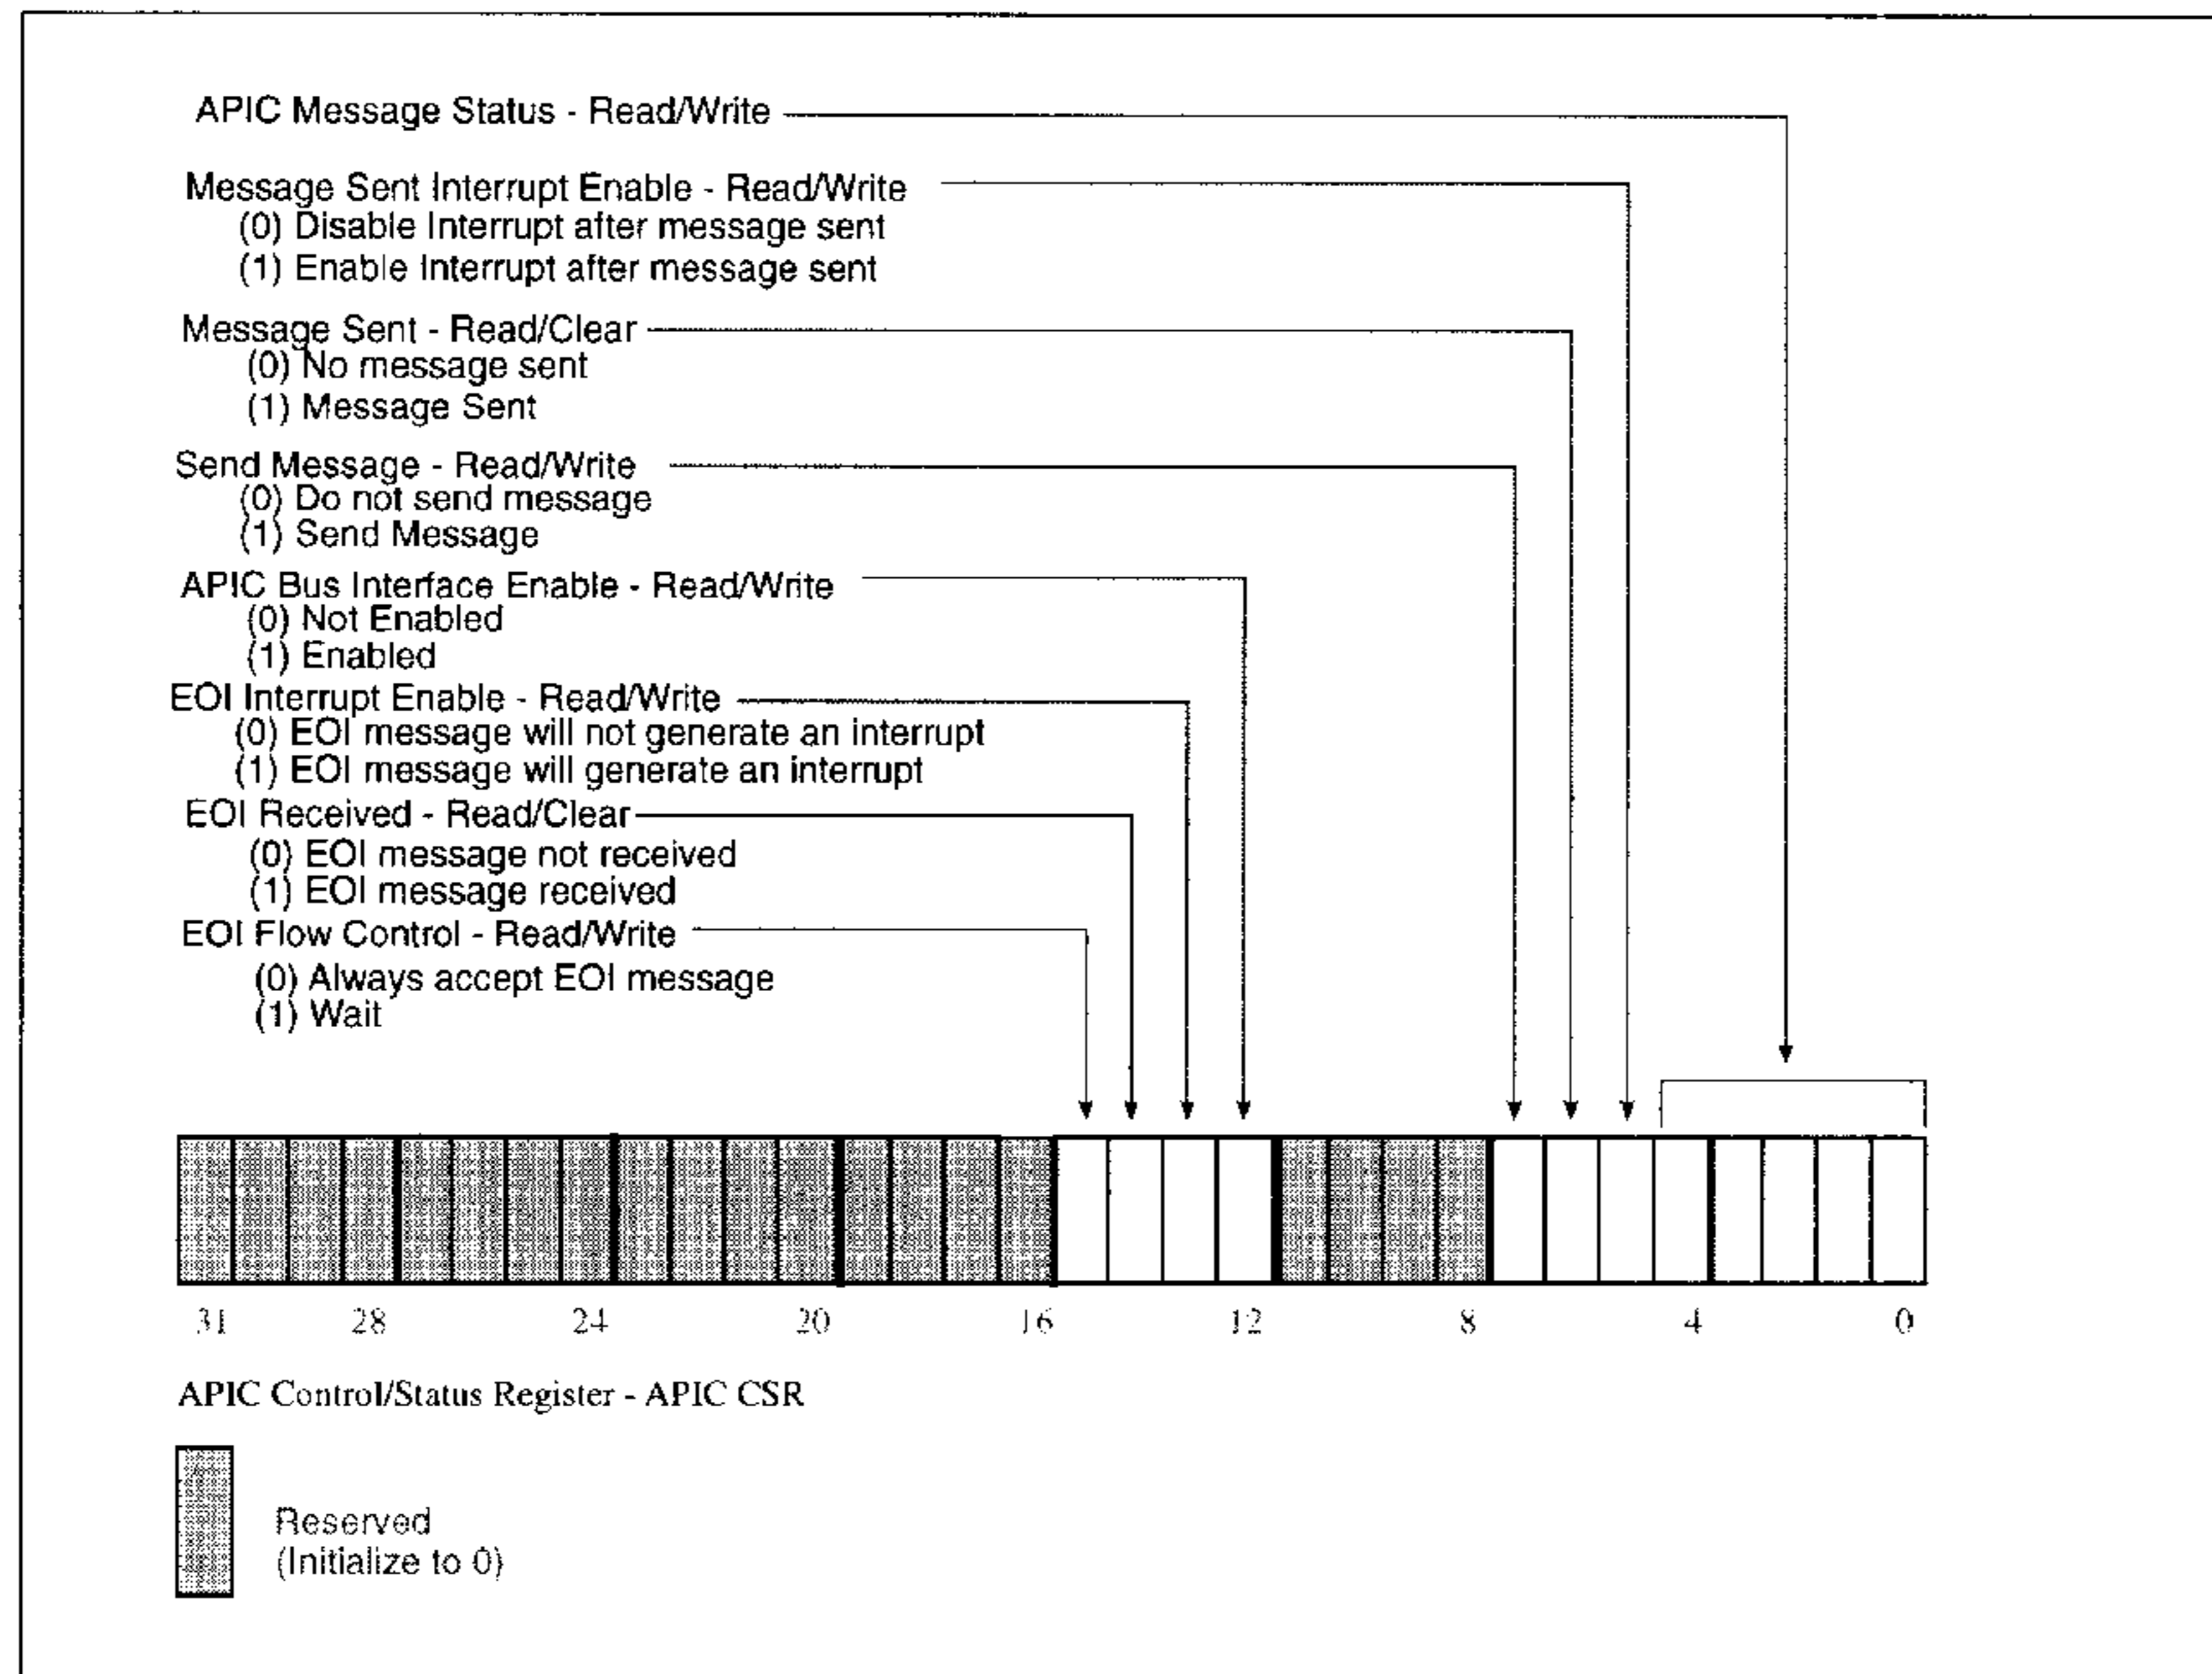 APIC Message Status - Read/Write
Message Sent Interrupt Enable - Read/Write
(0) Disable Interrupt after message sent
(1) Enable Interrupt after message sent
Message Sent - Read/Clear
(0) No message sent
(1) Message Sent
Send Message - Read/Write
(0) Do not send message
(1) Send Message
APIC Bus Interface Enable - Read/Write
(0) Not Enabled
(1) Enabled
EOI Interrupt Enable - Read/Write
(0) EOI message will not generate an interrupt
(1) EOI message will generate an interrupt
EOI Received - Read/Clear
(0) EOI message not received
(1) EOI message received
EOI Flow Control - Read/Write
(0) Always accept EOI message
(1) Wait
31 28 24 20 16 12 8 4 0
APIC Control/Status Register - APIC CSR
Reserved
(Initialize to 0)